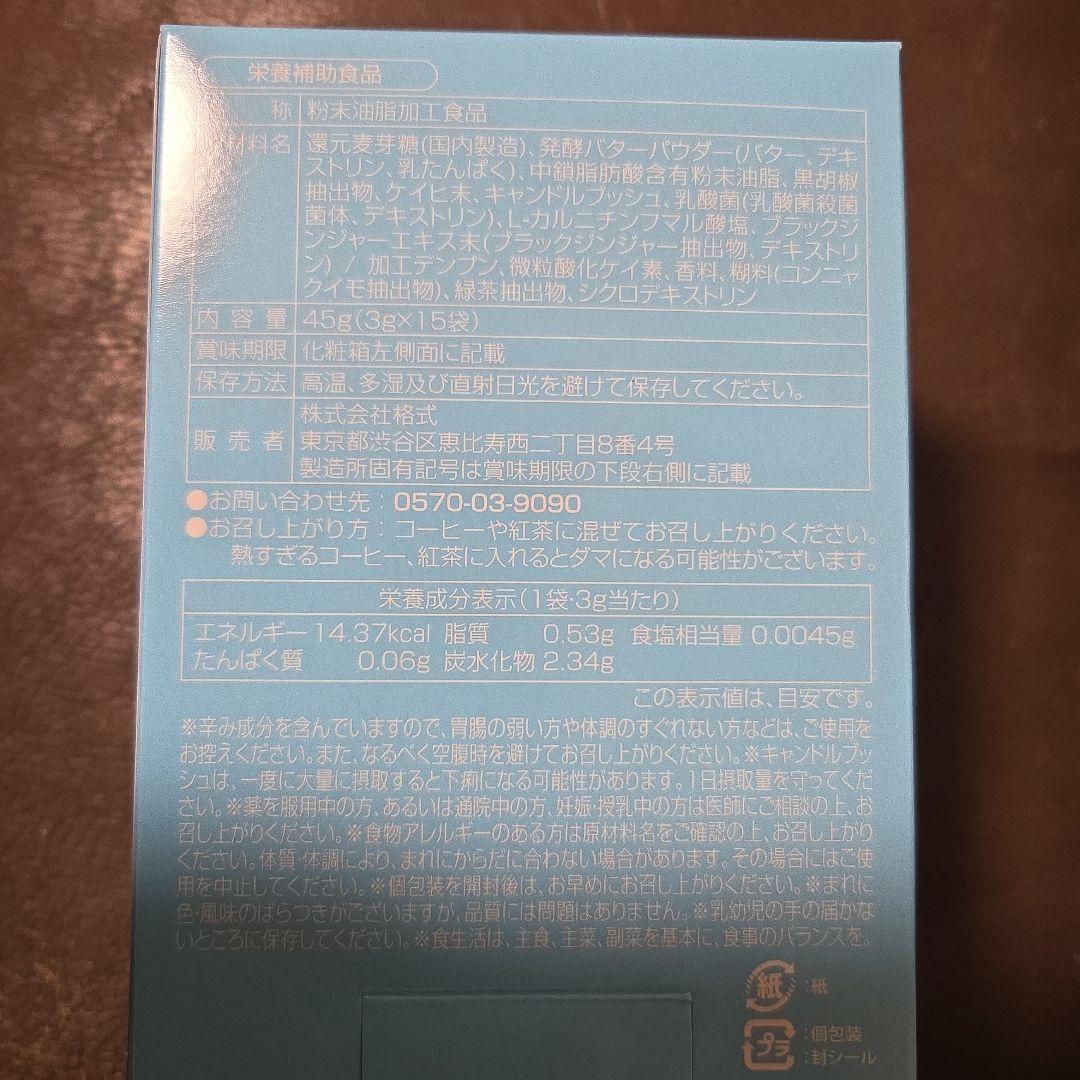 栄養補助食品
称 粉末油脂加工食品
材料名 還元麦芽糖(国内製造)、発酵バターパウダー(バター、デキ
ストリン、乳たんぱく)、中鎖脂肪酸含有粉末油脂、黒胡椒
抽出物、ケイヒ末、キャンドルブッシュ、乳酸菌(乳酸菌殺菌
菌体、デキストリン)、L-カルニチンフマル酸塩、ブラックジ
ンジャーエキス末(ブラックジンジャー抽出物、デキストリ
ン) / 加工デンプン、微粒酸化ケイ素、香料、糊料(コンニャ
クイモ抽出物)、緑茶抽出物、シクロデキストリン
内容量 45g(3g×15袋)
賞味期限 化粧箱左側面に記載
保存方法 高温、多湿及び直射日光を避けて保存してください。
販売者 株式会社格式
東京都渋谷区恵比寿西二丁目8番4号
製造所固有記号は賞味期限の下段右側に記載
●お問い合わせ先：0570-03-9090
●お召し上がり方：コーヒーや紅茶に混ぜてお召し上がりください。
熱すぎるコーヒー、紅茶に入れるとダマになる可能性がございます。
栄養成分表示(1袋・3g当たり)
エネルギー 14.37kcal 脂質 0.53g 食塩相当量 0.0045g
たんぱく質 0.06g 炭水化物 2.34g
この表示値は、目安です。
※辛み成分を含んでいますので、胃腸の弱い方や体調のすぐれない方などは、ご使用を
お控えください。また、なるべく空腹時を避けてお召し上がりください。※キャンドルブッ
シュは、一度に大量に摂取すると下痢になる可能性があります。1日摂取量を守ってくだ
さい。※薬を服用中の方、あるいは通院中の方、妊娠・授乳中の方は医師にご相談の上、お
召し上がりください。※食物アレルギーのある方は原材料名をご確認の上、お召し上がり
ください。体質・体調により、まれにからだに合わない場合があります。その場合にはご使
用を中止してください。※個包装を開封後は、お早めにお召し上がりください。※まれに
色・風味のばらつきがございますが、品質には問題はありません。※乳幼児の手の届かな
いところに保存してください。※食生活は、主食、主菜、副菜を基本に、食事のバランスを。
紙 ：紙
プラ ：個包装
：封シール